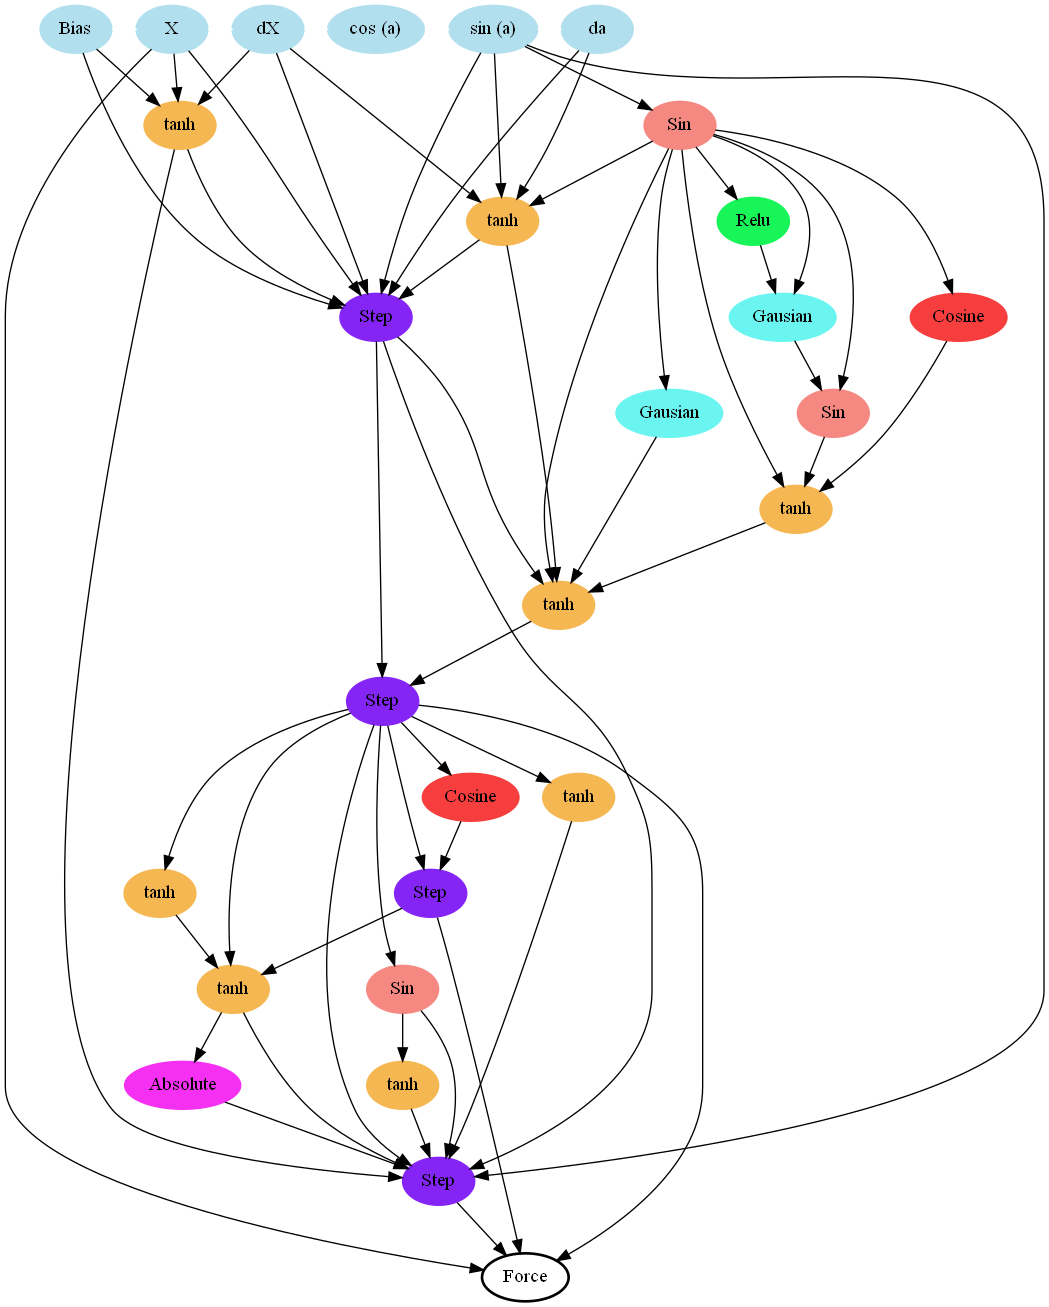 Bias
X
dX
cos (a)
sin (a)
da
tanh
Sin
tanh
Relu
Step
Gausian
Cosine
Gausian
Sin
tanh
tanh
Step
Cosine
tanh
tanh
Step
tanh
Sin
Absolute
tanh
Step
Force